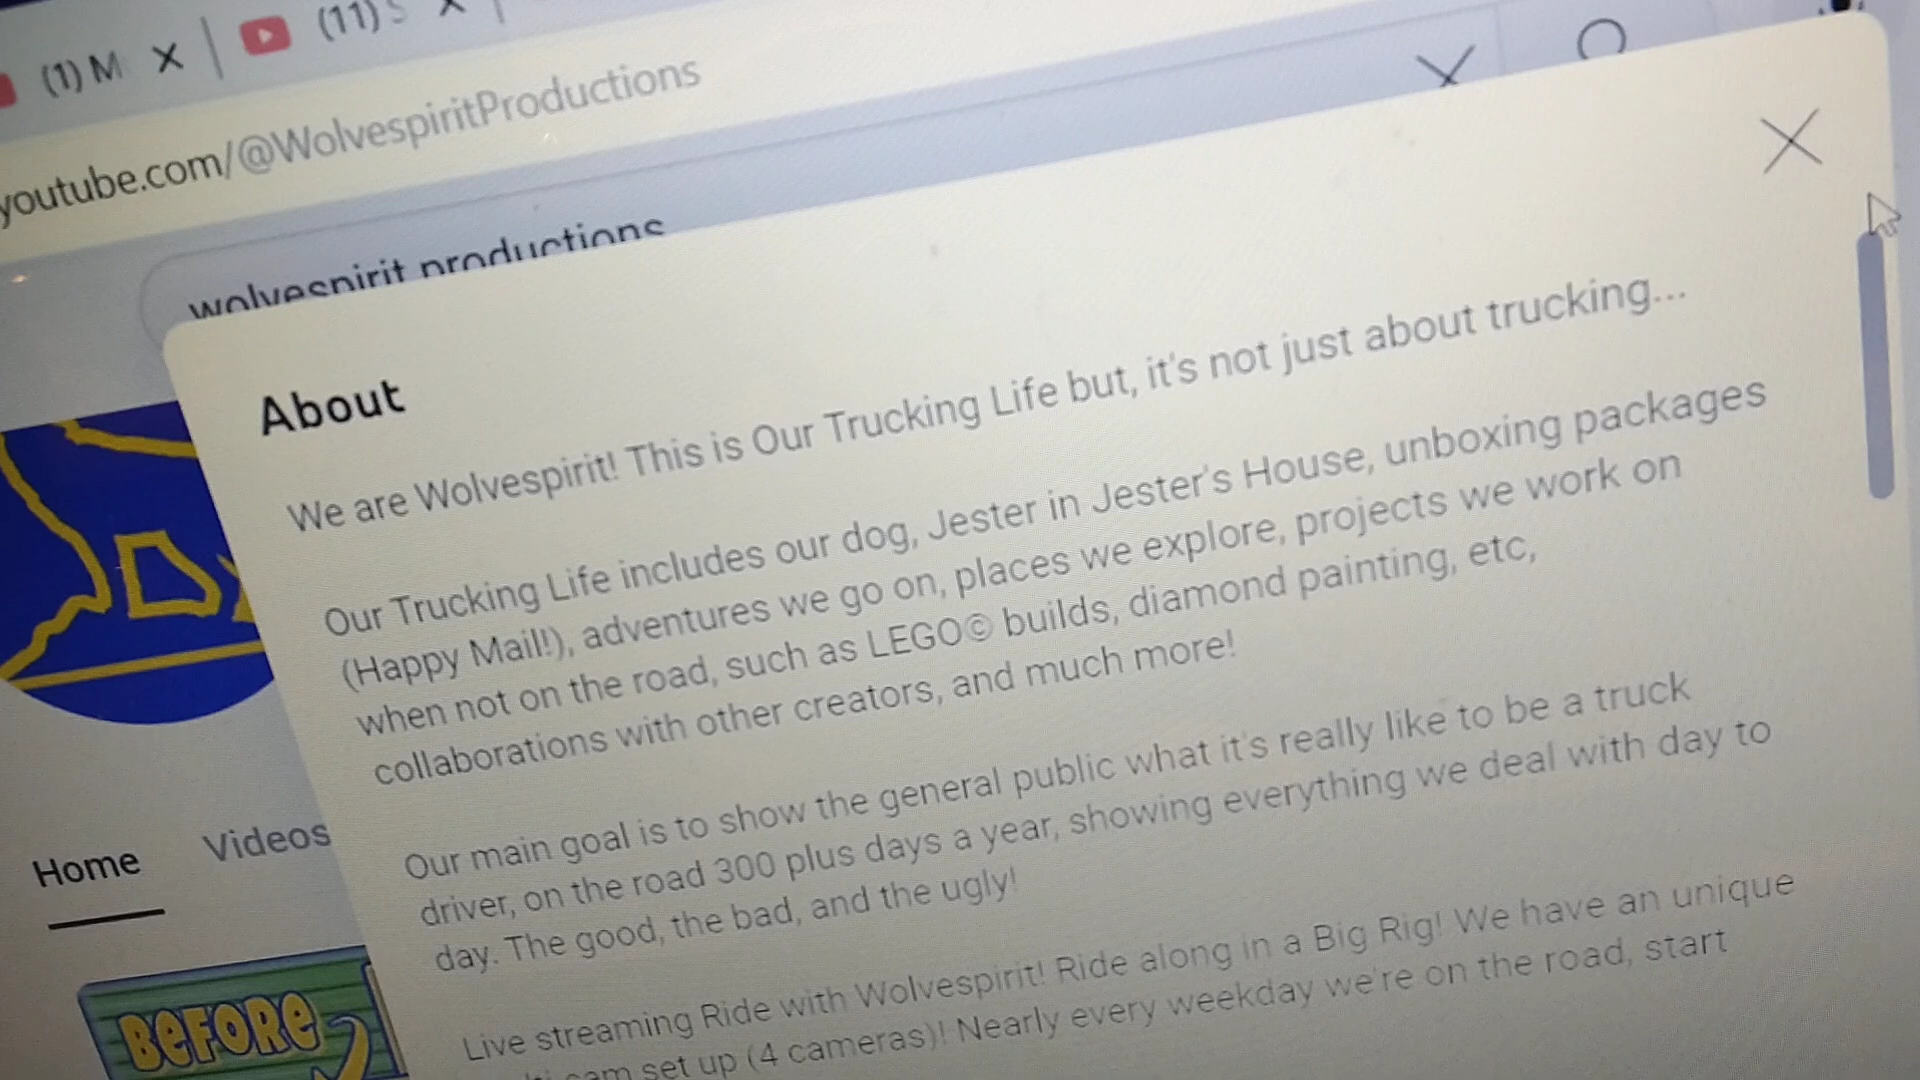 (1) M
(11) S
youtube.com/@WolvespiritProductions
wolvespirit productions
About
We are Wolvespirit! This is Our Trucking Life but, it's not just about trucking...
Our Trucking Life includes our dog, Jester in Jester's House, unboxing packages
(Happy Mail!), adventures we go on, places we explore, projects we work on
when not on the road, such as LEGO© builds, diamond painting, etc,
collaborations with other creators, and much more!
Our main goal is to show the general public what it's really like to be a truck
driver, on the road 300 plus days a year, showing everything we deal with day to
day. The good, the bad, and the ugly!
Live streaming Ride with Wolvespirit! Ride along in a Big Rig! We have an unique
cam set up (4 cameras)! Nearly every weekday we're on the road, start
Home
Videos
BEFORE